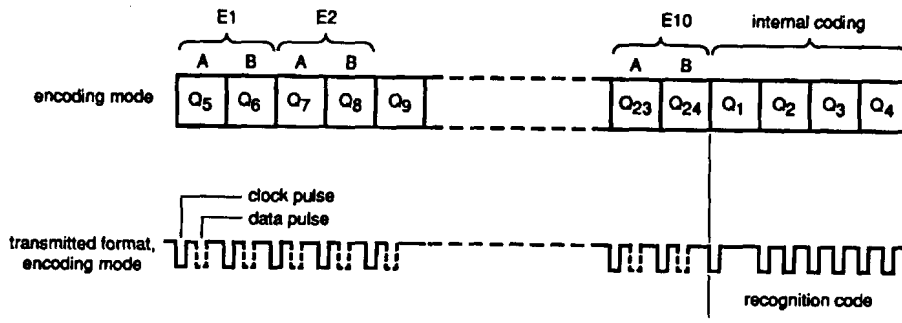 E1 E2 E10 internal coding
A B A B A B
encoding mode Q5 Q6 Q7 Q8 Q9 Q23 Q24 Q1 Q2 Q3 Q4
clock pulse
data pulse
transmitted format,
encoding mode
recognition code